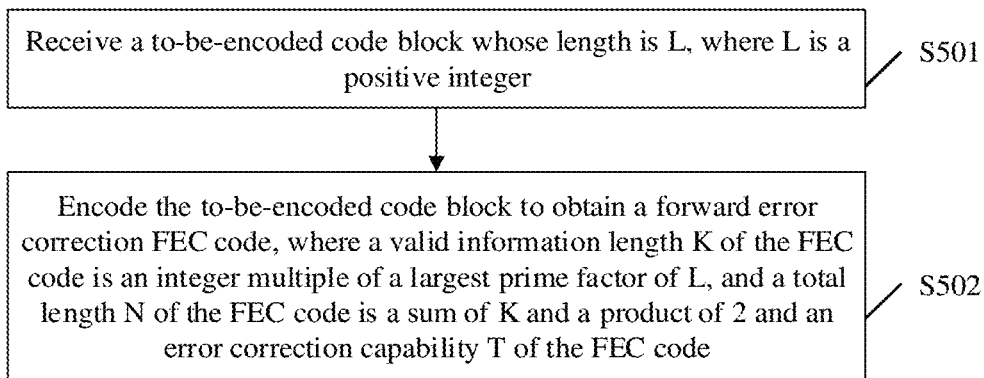 Receive a to-be-encoded code block whose length is L, where L is a
positive integer
S501
Encode the to-be-encoded code block to obtain a forward error
correction FEC code, where a valid information length K of the FEC
code is an integer multiple of a largest prime factor of L, and a total
length N of the FEC code is a sum of K and a product of 2 and an
error correction capability T of the FEC code
S502